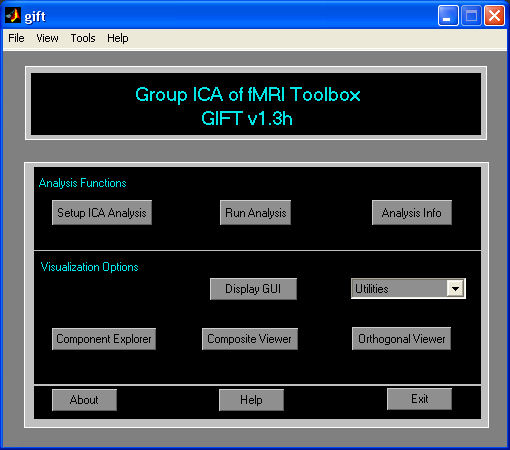 gift
File View Tools Help
Group ICA of fMRI Toolbox
GIFT v1.3h
Analysis Functions
Setup ICA Analysis Run Analysis Analysis Info
Visualization Options
Display GUI Utilities
Component Explorer Composite Viewer Orthogonal Viewer
About Help Exit